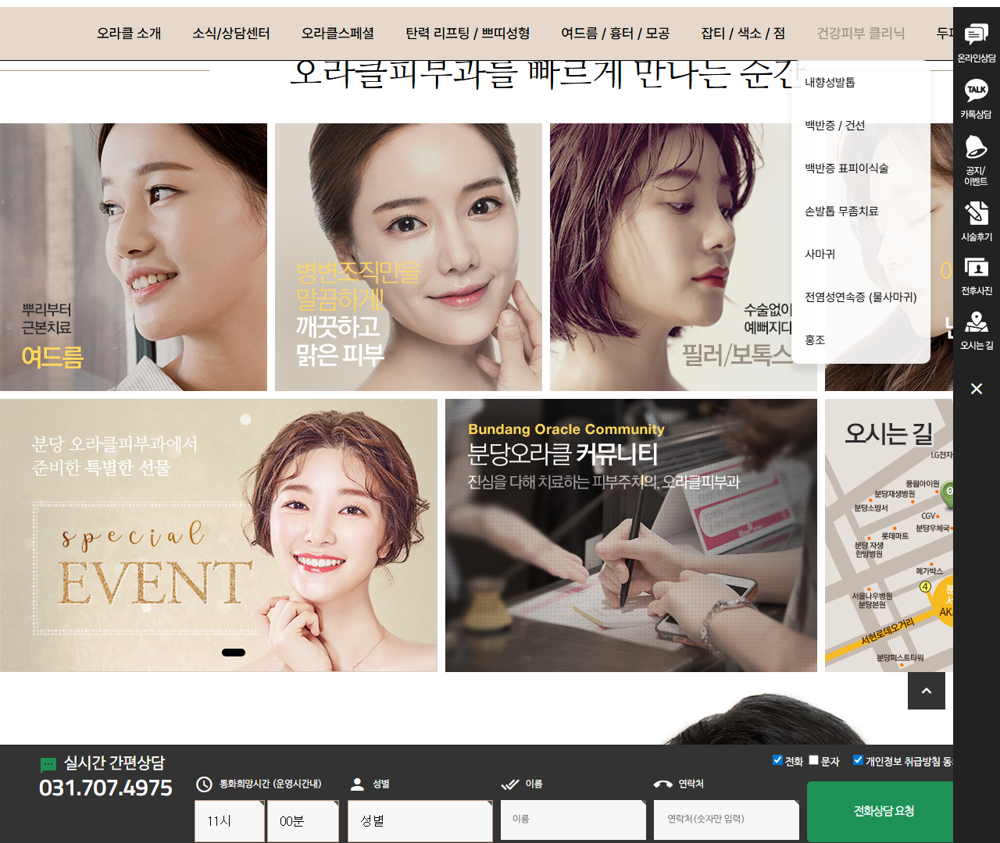 오라클 소개
소식/상담센터
오라클스페셜
탄력 리프팅 / 쁘띠성형
여드름 / 흉터 / 모공
잡티 / 색소 / 점
건강피부 클리닉
오라클피부과를 빠르게 만나는 순간
내향성발톱
백반증 / 건선
백반증 표피이식술
손발톱 무좀치료
사마귀
전염성연속증 (물사마귀)
홍조
온라인상담
TALK
카톡상담
공지/
이벤트
시술후기
전후사진
오시는 길
뿌리부터
근본치료
여드름
병변조직만을
말끔하게!
깨끗하고
맑은 피부
수술없이
예뻐지다
필러/보톡스
분당 오라클피부과에서
준비한 특별한 선물
special
EVENT
Bundang Oracle Community
분당오라클 커뮤니티
진심을 다해 치료하는 피부주치의, 오라클피부과
오시는 길
LG전자
풍림아이원
분당재생병원
분당소방서
CGV
분당우체국
롯데마트
분당 자생
한방병원
메가박스
4
서울나우병원
분당본원
AK
서현로데오거리
분당피스트타워
실시간 간편상담
031.707.4975
통화희망시간 (운영시간내)
11시
00분
성별
성별
이름
이름
연락처
연락처(숫자만 입력)
전화
문자
개인정보 취급방침
전화상담 요청